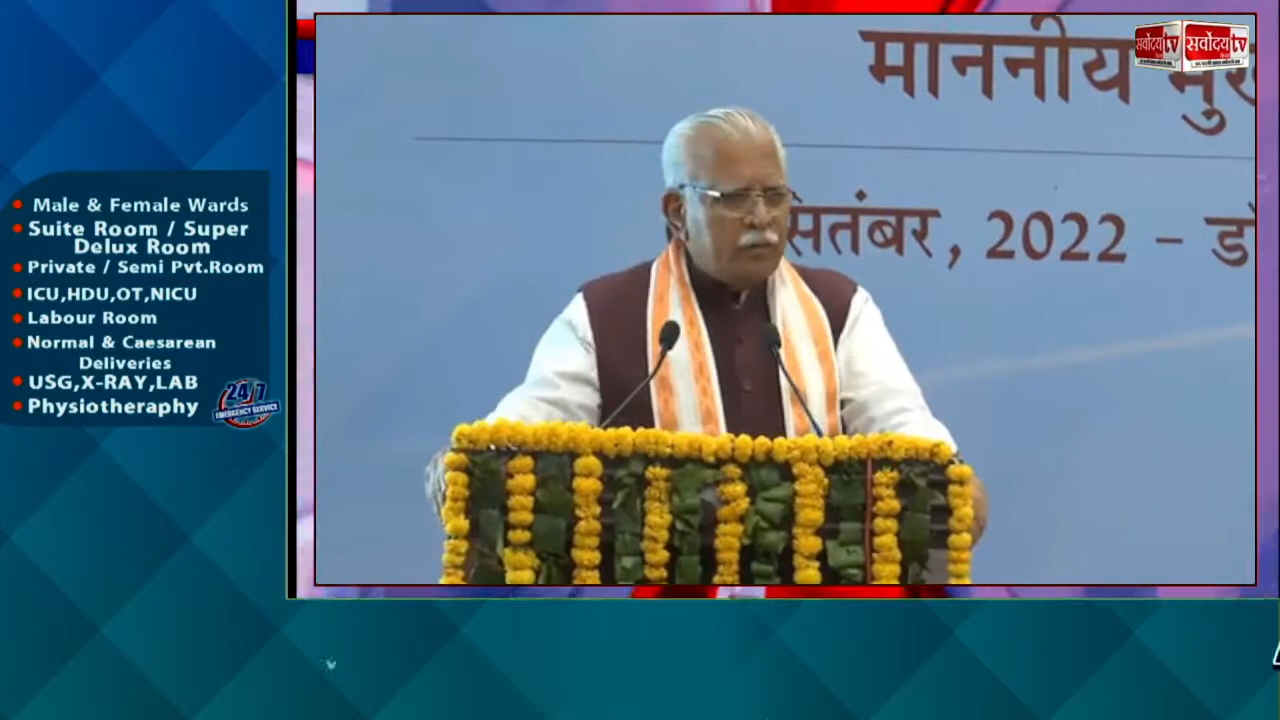 Male & Female Wards
Suite Room / Super
Delux Room
Private / Semi Pvt.Room
ICU,HDU,OT,NICU
Labour Room
Normal & Caesarean
Deliveries
USG,X-RAY,LAB
Physiotheraphy
24/7
EMERGENCY SERVICE
माननीय मुख
सितंबर, 2022 - डॉ
सर्वोदय tv
सर्वोदय tv